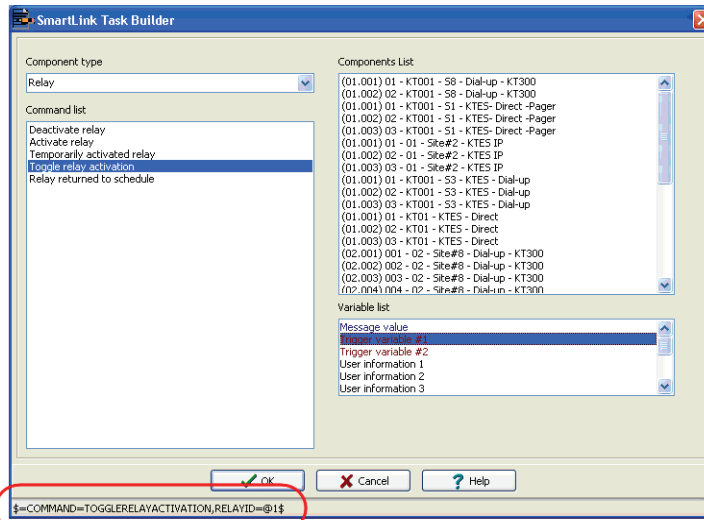 SmartLink Task Builder
Component type
Relay
Command list
Deactivate relay
Activate relay
Temporarily activated relay
Toggle relay activation
Relay returned to schedule
Components List
(01.001) 01 - KT001 - S8 - Dial-up - KT300
(01.002) 02 - KT001 - S8 - Dial-up - KT300
(01.001) 01 - KT001 - S1 - KTES- Direct -Pager
(01.002) 02 - KT001 - S1 - KTES- Direct -Pager
(01.003) 03 - KT001 - S1 - KTES- Direct -Pager
(01.001) 01 - 01 - Site#2 - KTES IP
(01.002) 02 - 01 - Site#2 - KTES IP
(01.003) 03 - 01 - Site#2 - KTES IP
(01.001) 01 - KT001 - S3 - KTES - Dial-up
(01.002) 02 - KT001 - S3 - KTES - Dial-up
(01.003) 03 - KT001 - S3 - KTES - Dial-up
(01.001) 01 - KT01 - KTES - Direct
(01.002) 02 - KT01 - KTES - Direct
(01.003) 03 - KT01 - KTES - Direct
(02.001) 001 - 02 - Site#8 - Dial-up - KT300
(02.002) 002 - 02 - Site#8 - Dial-up - KT300
(02.003) 003 - 02 - Site#8 - Dial-up - KT300
(02.004) 004 - 02 - Site#8 - Dial-up - KT300
Variable list
Message value
Trigger variable #1
Trigger variable #2
User information 1
User information 2
User information 3
OK
Cancel
Help
$=COMMAND=TOGGLERELAYACTIVATION,RELAYID=@1$